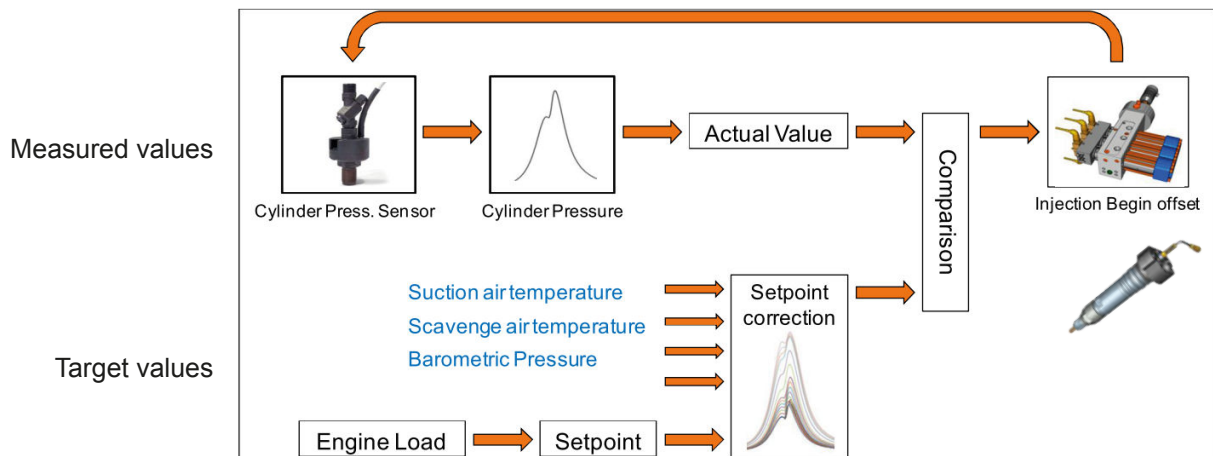 Measured values
Cylinder Press. Sensor
Cylinder Pressure
Actual Value
Comparison
Injection Begin offset
Target values
Suction air temperature
Scavenge air temperature
Barometric Pressure
Setpoint
correction
Engine Load
Setpoint